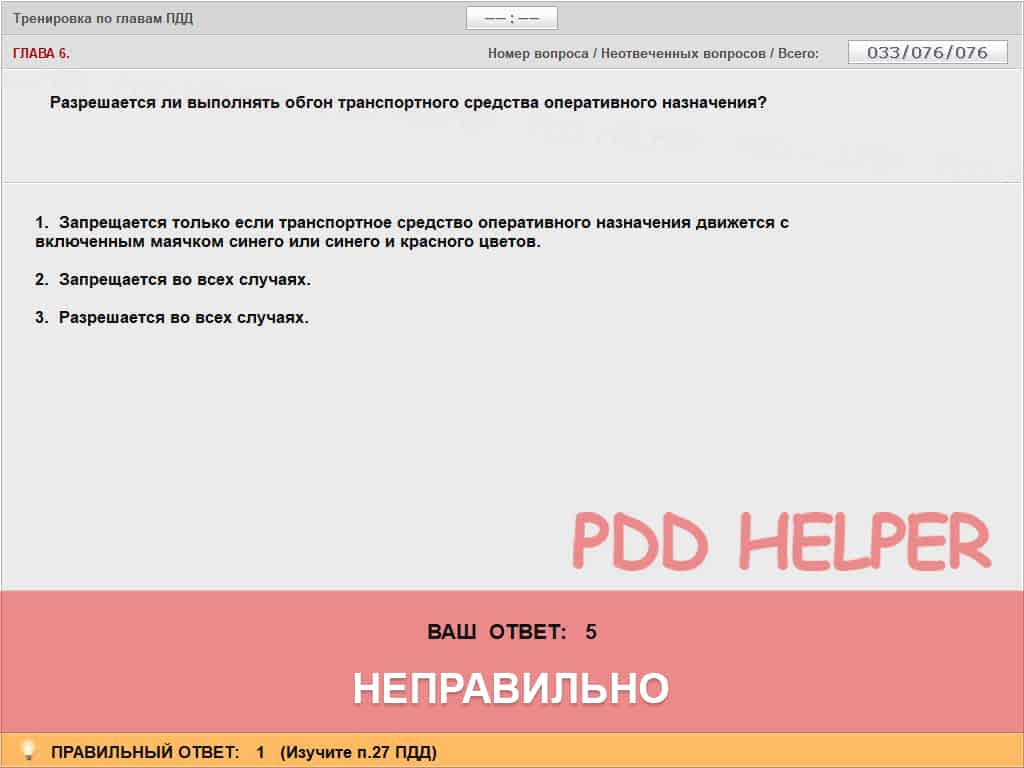 Тренировка по главам ПДД
—— : ——
ГЛАВА 6.
Номер вопроса / Неотвеченных вопросов / Всего:
033/076/076
Разрешается ли выполнять обгон транспортного средства оперативного назначения?
1. Запрещается только если транспортное средство оперативного назначения движется с
включенным маячком синего или синего и красного цветов.
2. Запрещается во всех случаях.
3. Разрешается во всех случаях.
PDD HELPER
ВАШ ОТВЕТ: 5
НЕПРАВИЛЬНО
ПРАВИЛЬНЫЙ ОТВЕТ: 1 (Изучите п.27 ПДД)